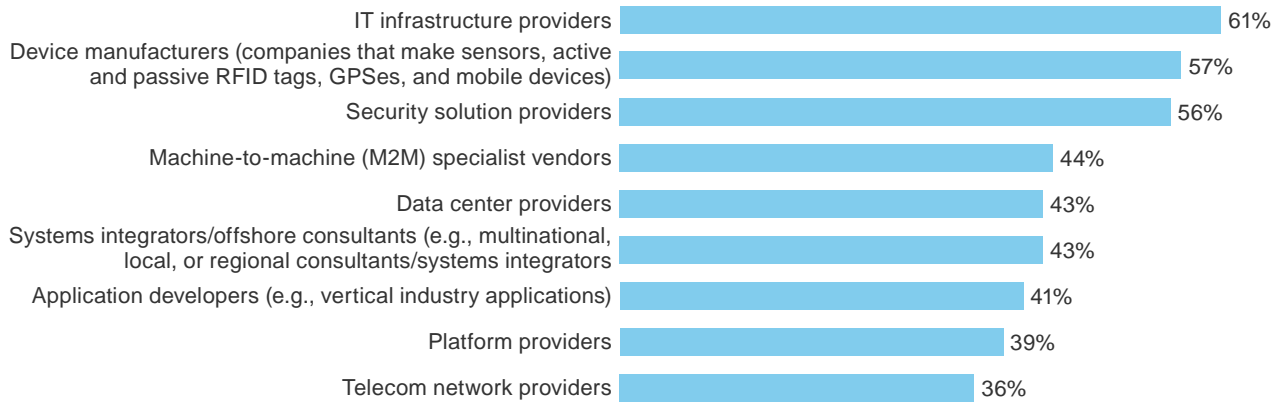 IT infrastructure providers 61%
Device manufacturers (companies that make sensors, active
and passive RFID tags, GPSes, and mobile devices) 57%
Security solution providers 56%
Machine-to-machine (M2M) specialist vendors 44%
Data center providers 43%
Systems integrators/offshore consultants (e.g., multinational,
local, or regional consultants/systems integrators 43%
Application developers (e.g., vertical industry applications) 41%
Platform providers 39%
Telecom network providers 36%